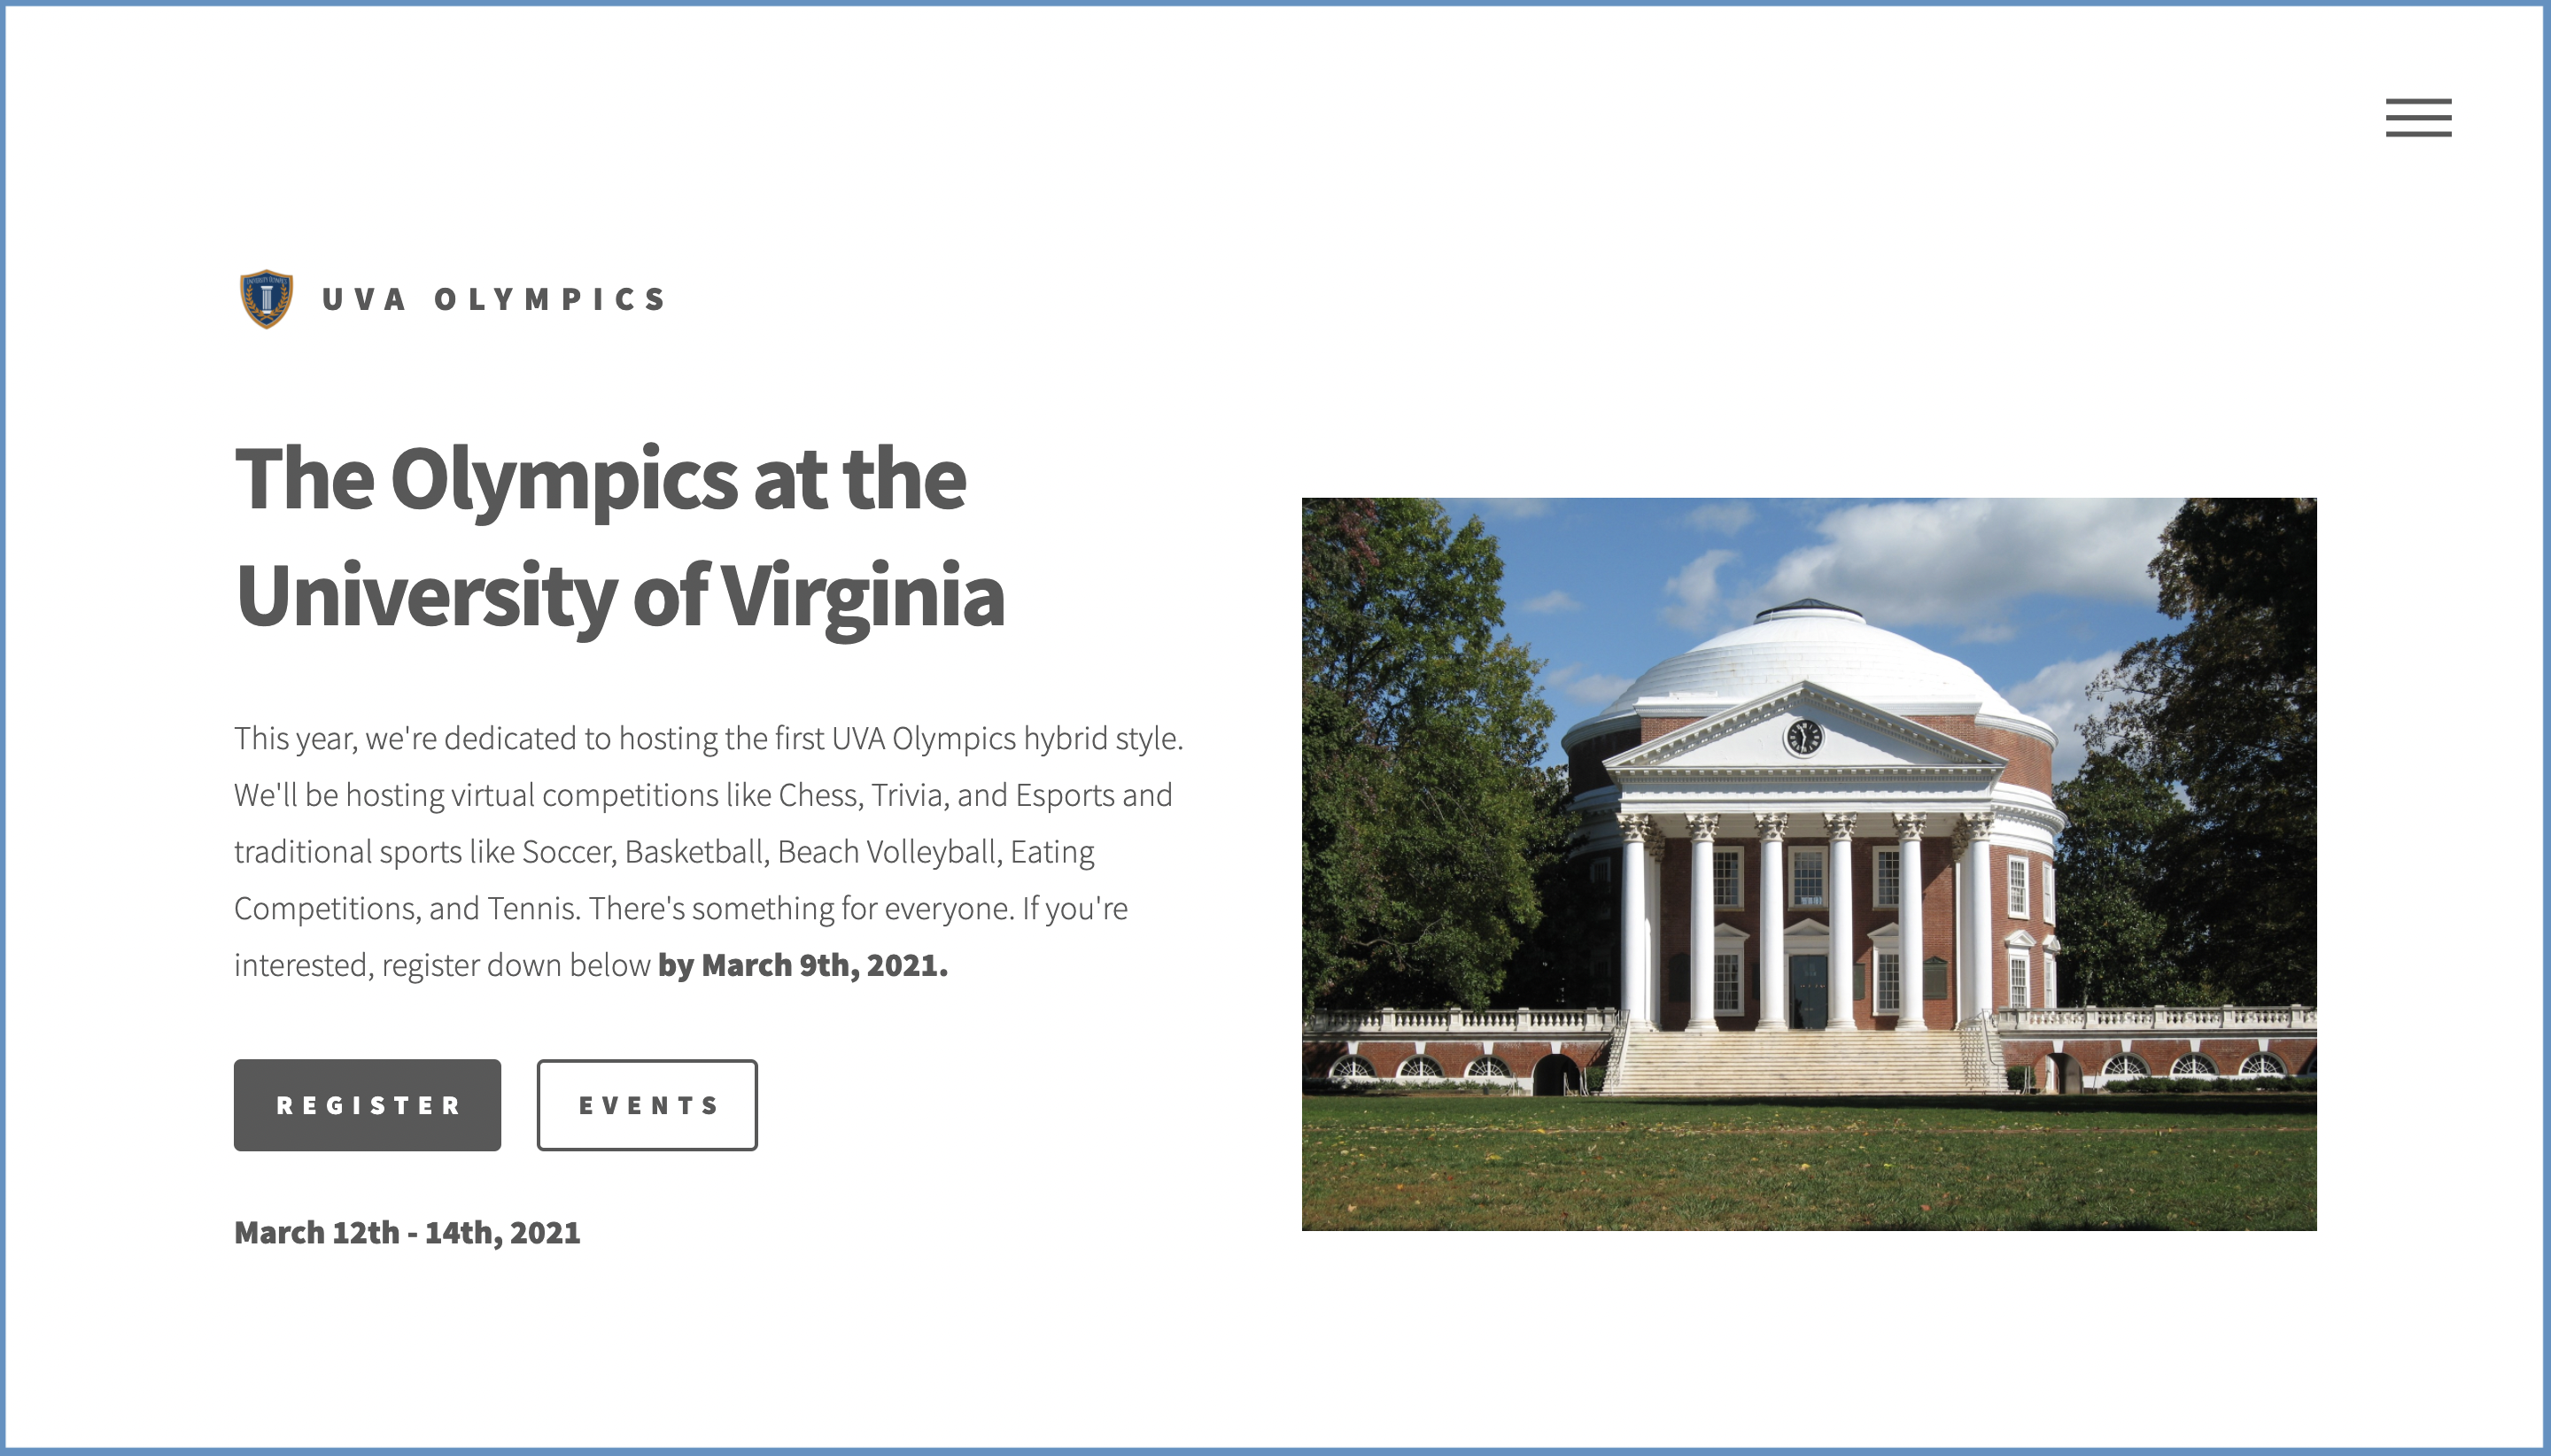 UVA OLYMPICS
The Olympics at the
University of Virginia
This year, we're dedicated to hosting the first UVA Olympics hybrid style.
We'll be hosting virtual competitions like Chess, Trivia, and Esports and
traditional sports like Soccer, Basketball, Beach Volleyball, Eating
Competitions, and Tennis. There's something for everyone. If you're
interested, register down below by March 9th, 2021.
REGISTER EVENTS
March 12th - 14th, 2021